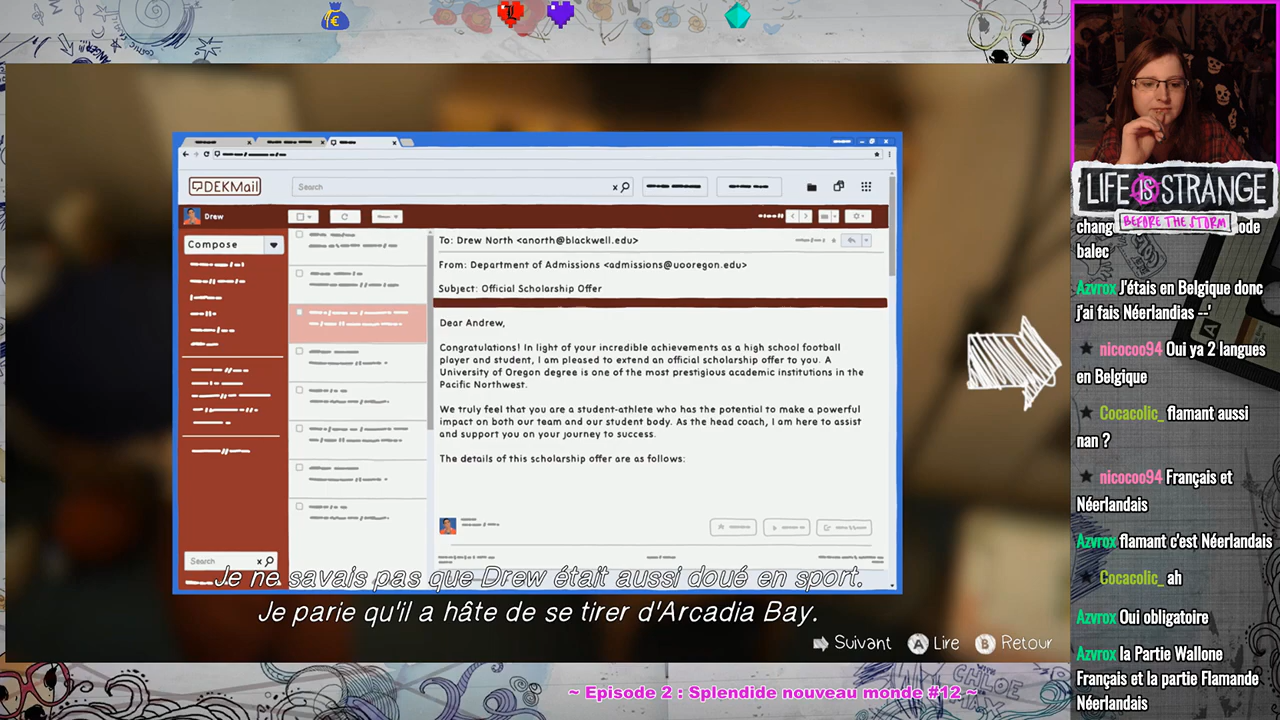 DEKMail
Search
x
Drew
Compose
To: Drew North <anorth@blackwell.edu>
From: Department of Admissions <admissions@uooregon.edu>
Subject: Official Scholarship Offer
Dear Andrew,
Congratulations! In light of your incredible achievements as a high school football
player and student, I am pleased to extend an official scholarship offer to you. A
University of Oregon degree is one of the most prestigious academic institutions in the
Pacific Northwest.
We truly feel that you are a student-athlete who has the potential to make a powerful
impact on both our team and our student body. As the head coach, I am here to assist
and support you on your journey to success.
The details of this scholarship offer are as follows:
Search
x
Je ne savais pas que Drew était aussi doué en sport.
Je parie qu'il a hâte de se tirer d'Arcadia Bay.
Suivant
A Lire
B Retour
~ Episode 2 : Splendide nouveau monde #12 ~
LIFE IS STRANGE
BEFORE THE STORM
balec
Azvrox J'étais en Belgique donc
j'ai fais Néerlandias --'
nicocoo94 Oui ya 2 langues
en Belgique
Cocacolic_ flamant aussi
nan ?
nicocoo94 Français et
Néerlandais
Azvrox flamant c'est Néerlandais
Cocacolic_ ah
Azvrox Oui obligatoire
Azvrox la Partie Wallone
Français et la partie Flamande
Néerlandais